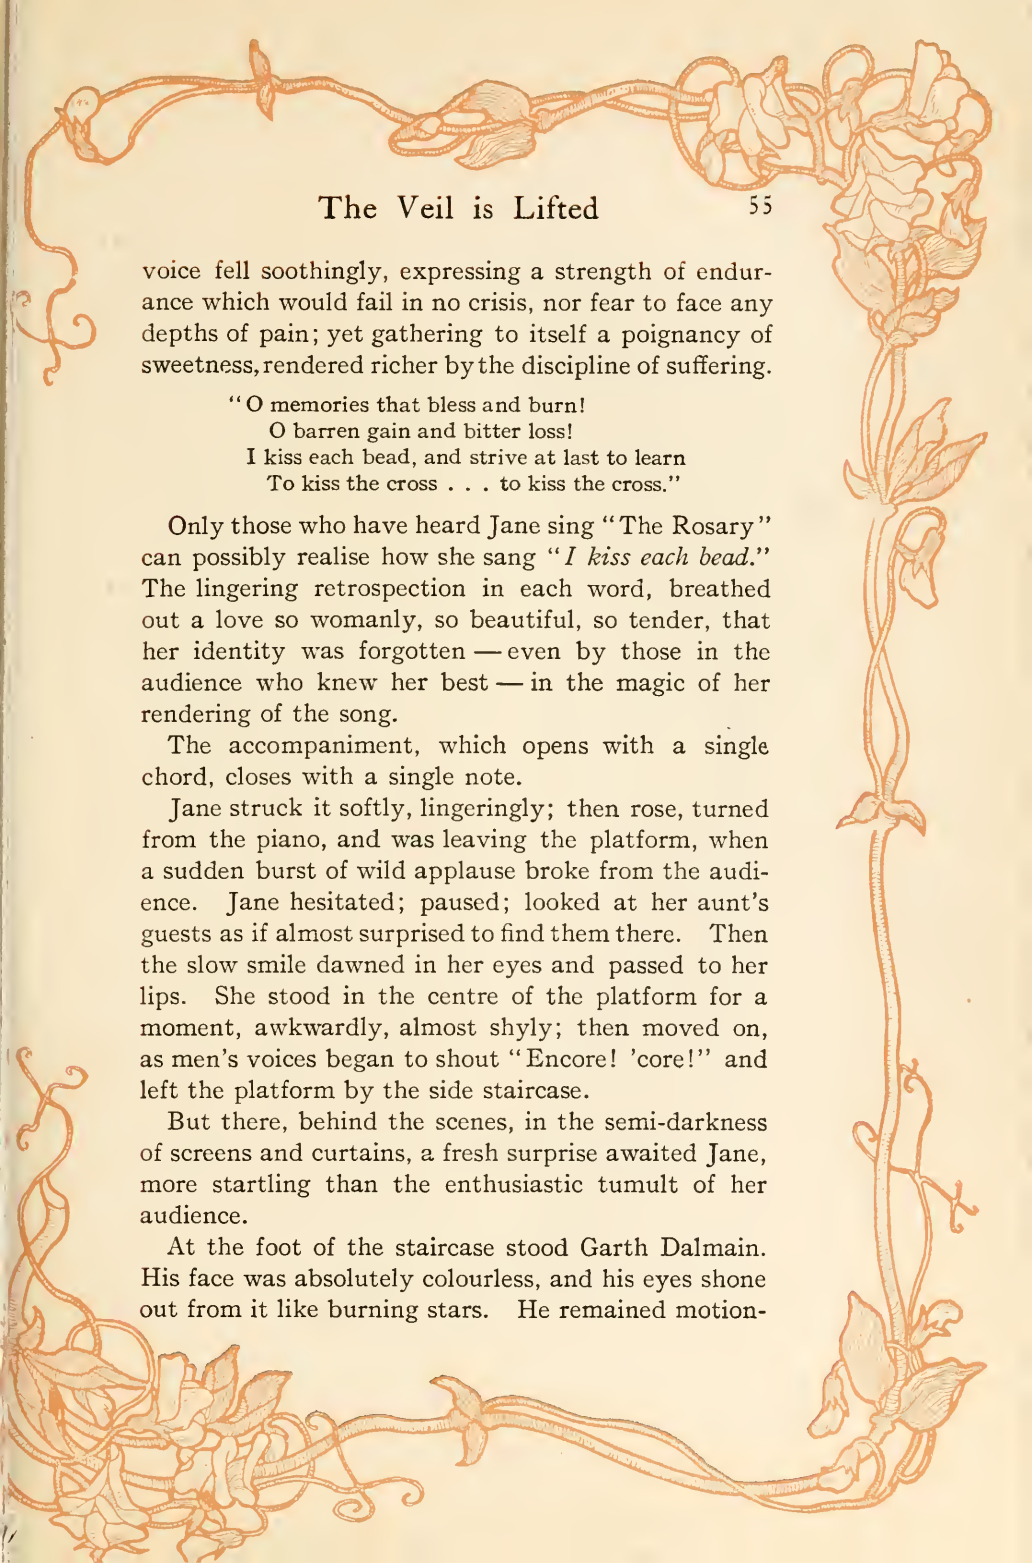 The Veil is Lifted 55
voice fell soothingly, expressing a strength of endur-
ance which would fail in no crisis, nor fear to face any
depths of pain; yet gathering to itself a poignancy of
sweetness, rendered richer by the discipline of suffering.
“O memories that bless and burn!
O barren gain and bitter loss!
I kiss each bead, and strive at last to learn
To kiss the cross . . . to kiss the cross.”
Only those who have heard Jane sing “The Rosary”
can possibly realise how she sang “I kiss each bead.”
The lingering retrospection in each word, breathed
out a love so womanly, so beautiful, so tender, that
her identity was forgotten — even by those in the
audience who knew her best — in the magic of her
rendering of the song.
The accompaniment, which opens with a single
chord, closes with a single note.
Jane struck it softly, lingeringly; then rose, turned
from the piano, and was leaving the platform, when
a sudden burst of wild applause broke from the audi-
ence. Jane hesitated; paused; looked at her aunt’s
guests as if almost surprised to find them there. Then
the slow smile dawned in her eyes and passed to her
lips. She stood in the centre of the platform for a
moment, awkwardly, almost shyly; then moved on,
as men’s voices began to shout “Encore! ’core!” and
left the platform by the side staircase.
But there, behind the scenes, in the semi-darkness
of screens and curtains, a fresh surprise awaited Jane,
more startling than the enthusiastic tumult of her
audience.
At the foot of the staircase stood Garth Dalmain.
His face was absolutely colourless, and his eyes shone
out from it like burning stars. He remained motion-